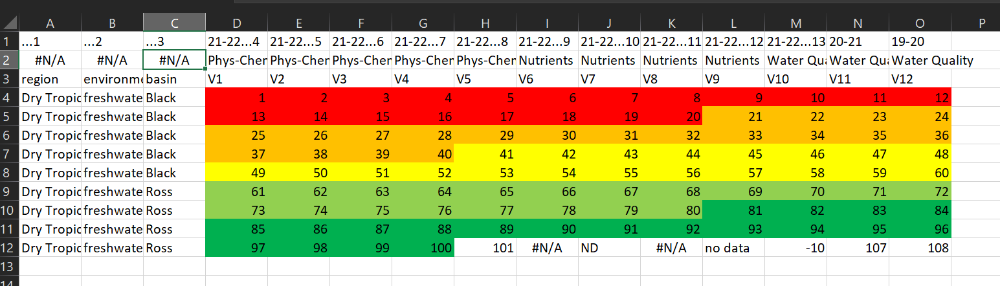 A B C D E F G H I J K L M N O P
1 ...1 ...2 ...3 21-22...4 21-22...5 21-22...6 21-22...7 21-22...8 21-22...9 21-22...10 21-22...11 21-22...12 21-22...13 20-21 19-20
2 #N/A #N/A #N/A Phys-Cher Phys-Cher Phys-Cher Phys-Cher Phys-Cher Nutrients Nutrients Nutrients Nutrients Water Qua Water Qua Water Quality
3 region environme basin V1 V2 V3 V4 V5 V6 V7 V8 V9 V10 V11 V12
4 Dry Tropic freshwate Black 1 2 3 4 5 6 7 8 9 10 11 12
5 Dry Tropic freshwate Black 13 14 15 16 17 18 19 20 21 22 23 24
6 Dry Tropic freshwate Black 25 26 27 28 29 30 31 32 33 34 35 36
7 Dry Tropic freshwate Black 37 38 39 40 41 42 43 44 45 46 47 48
8 Dry Tropic freshwate Black 49 50 51 52 53 54 55 56 57 58 59 60
9 Dry Tropic freshwate Ross 61 62 63 64 65 66 67 68 69 70 71 72
10 Dry Tropic freshwate Ross 73 74 75 76 77 78 79 80 81 82 83 84
11 Dry Tropic freshwate Ross 85 86 87 88 89 90 91 92 93 94 95 96
12 Dry Tropic freshwate Ross 97 98 99 100 101 #N/A ND #N/A no data -10 107 108
13
14